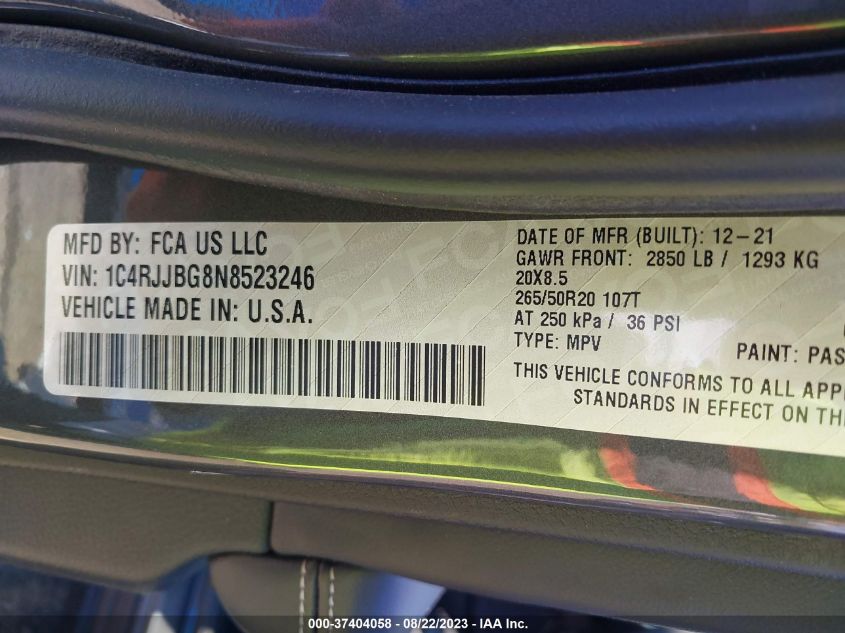 MFD BY: FCA US LLC
VIN: 1C4RJJBG8N8523246
VEHICLE MADE IN: U.S.A.
DATE OF MFR (BUILT): 12-21
GAWR FRONT: 2850 LB / 1293 KG
20X8.5
265/50R20 107T
AT 250 kPa / 36 PSI
TYPE: MPV
PAINT: PAS
THIS VEHICLE CONFORMS TO ALL APP
STANDARDS IN EFFECT ON THE
000-37404058 - 08/22/2023 - IAA Inc.